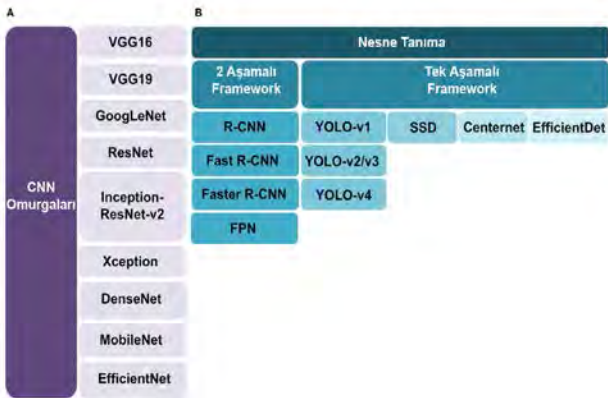 A
CNN
Omurgaları
VGG16
VGG19
GoogLeNet
ResNet
Inception-
ResNet-v2
Xception
DenseNet
MobileNet
EfficientNet
B
Nesne Tanıma
2 Aşamalı
Framework
Tek Aşamalı
Framework
R-CNN
YOLO-v1
SSD
Centernet
EfficientDet
Fast R-CNN
YOLO-v2/v3
Faster R-CNN
YOLO-v4
FPN